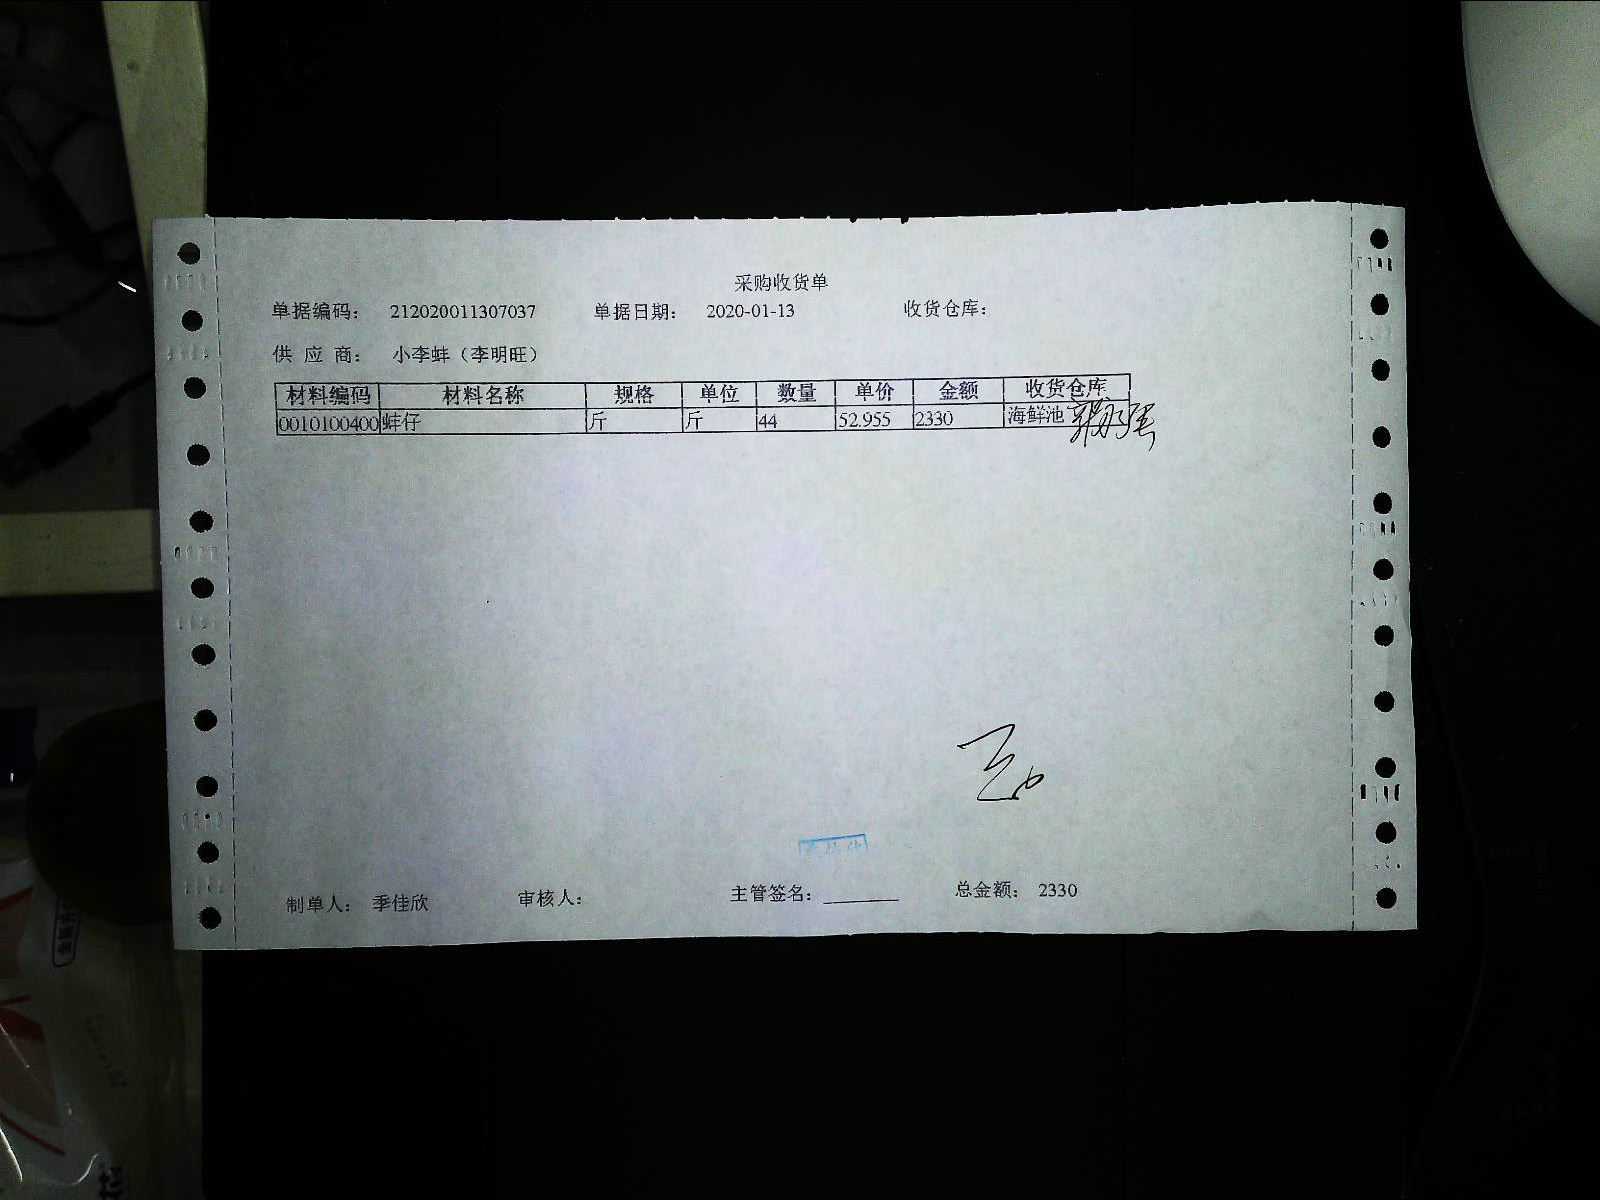 采购收货单
单据编码： 212020011307037 单据日期： 2020-01-13 收货仓库：
供 应 商： 小李蚌（李明旺）
材料编码 材料名称 规格 单位 数量 单价 金额 收货仓库
0010100400 蚌仔 斤 斤 44 52.955 2330 海鲜池
制单人： 季佳欣 审核人： 主管签名： 总金额： 2330